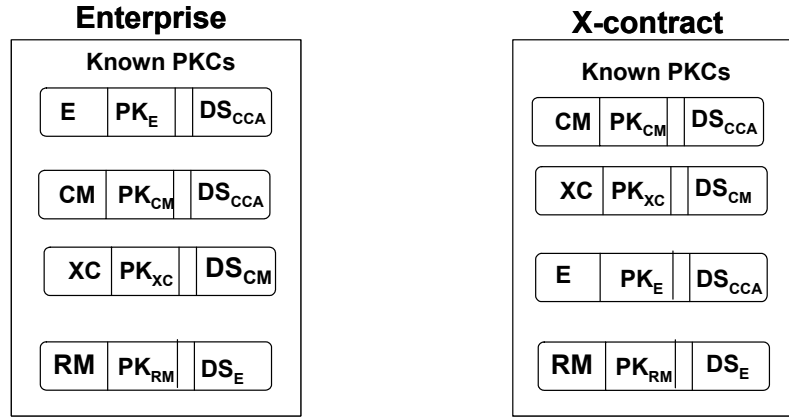 Enterprise
Known PKCs
E PK_E DS_CCA
CM PK_CM DS_CCA
XC PK_XC DS_CM
RM PK_RM DS_E
X-contract
Known PKCs
CM PK_CM DS_CCA
XC PK_XC DS_CM
E PK_E DS_CCA
RM PK_RM DS_E